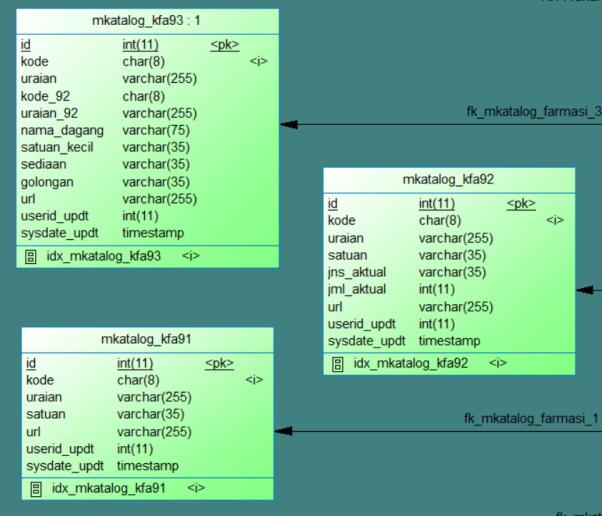 mkatalog_kfa93 : 1
id int(11) <pk>
kode char(8) <i>
uraian varchar(255)
kode_92 char(8)
uraian_92 varchar(255)
nama_dagang varchar(75)
satuan_kecil varchar(35)
sediaan varchar(35)
golongan varchar(35)
url varchar(255)
userid_updt int(11)
sysdate_updt timestamp
idx_mkatalog_kfa93 <i>
fk_mkatalog_farmasi_3
mkatalog_kfa92
id int(11) <pk>
kode char(8) <i>
uraian varchar(255)
satuan varchar(35)
jns_aktual varchar(35)
jml_aktual int(11)
url varchar(255)
userid_updt int(11)
sysdate_updt timestamp
idx_mkatalog_kfa92 <i>
mkatalog_kfa91
id int(11) <pk>
kode char(8) <i>
uraian varchar(255)
satuan varchar(35)
url varchar(255)
userid_updt int(11)
sysdate_updt timestamp
idx_mkatalog_kfa91 <i>
fk_mkatalog_farmasi_1